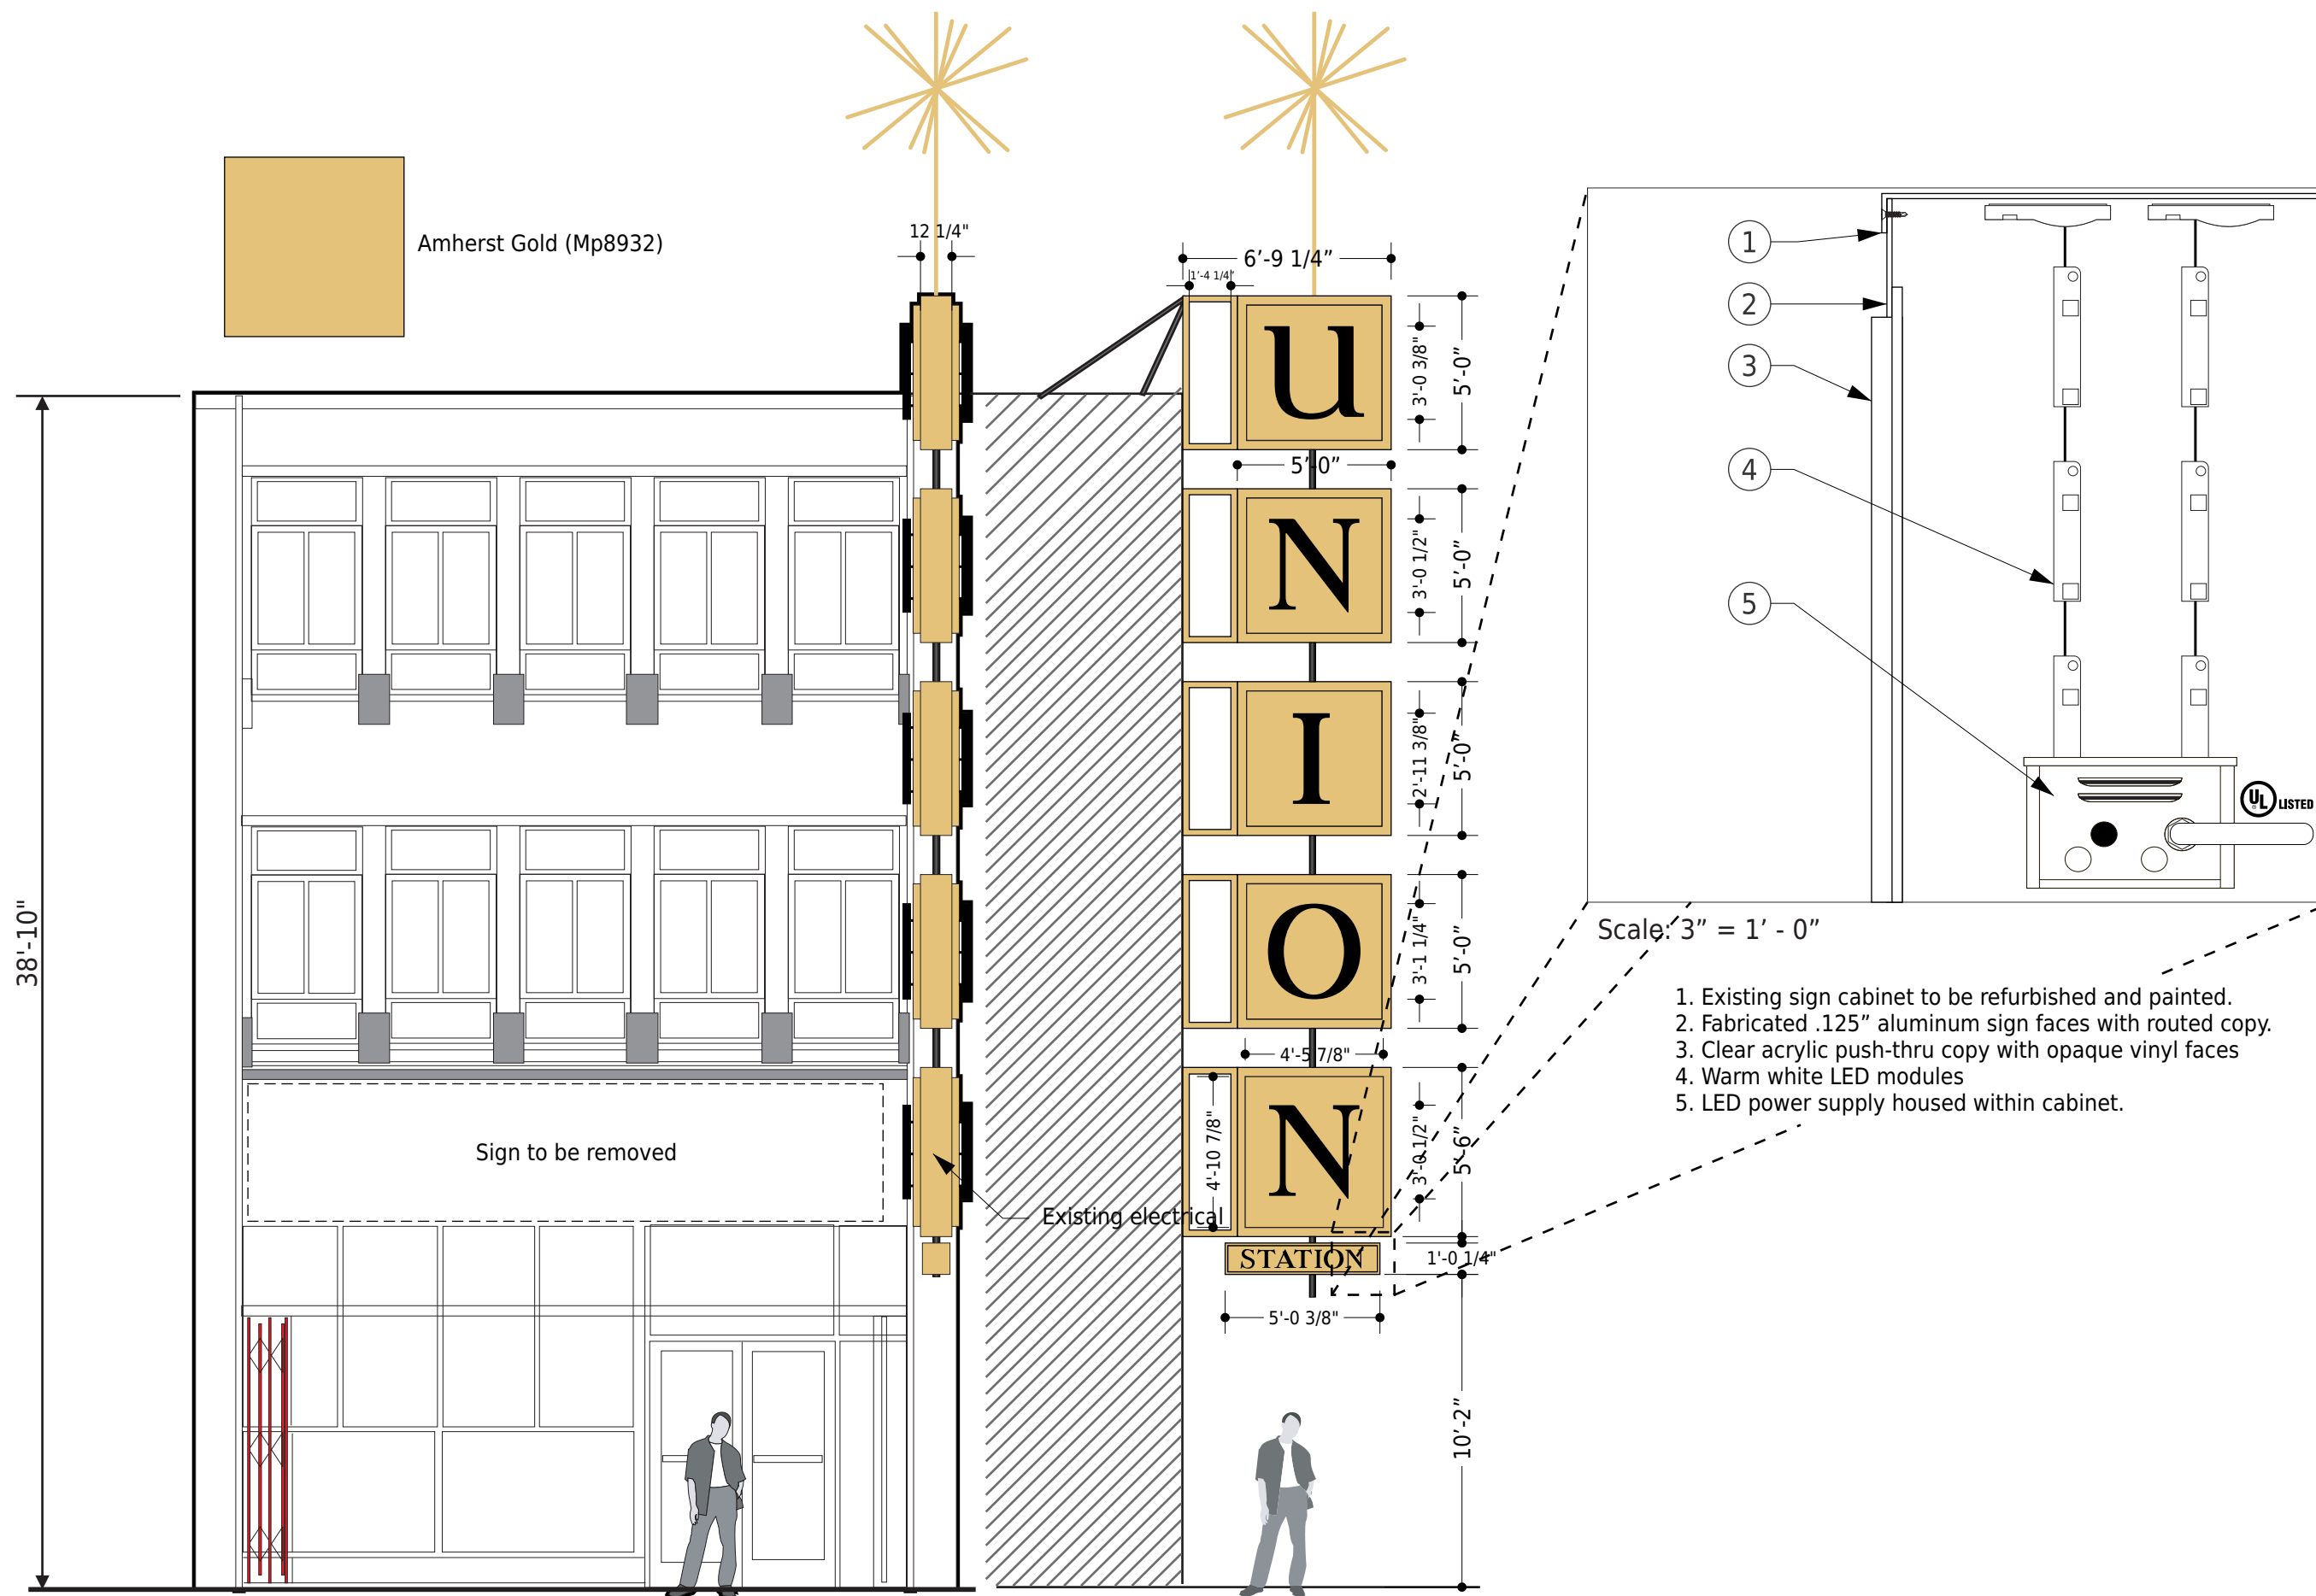 Amherst Gold (Mp8932)
12 1/4"
6’-9 1/4”
1'-4 1/4"
U
3'-0 3/8"
5’-0”
5’-0”
N
3'-0 1/2"
5’-0”
I
2'-11 3/8"
5’-0”
O
3'-1 1/4"
5’-0”
4'-5 7/8"
N
4'-10 7/8"
3'-0 1/2"
5’-6”
STATION
1'-0 1/4"
5'-0 3/8"
10’-2”
38'-10"
Sign to be removed
Existing electrical
1
2
3
4
5
UL LISTED
Scale: 3” = 1’ - 0”
1. Existing sign cabinet to be refurbished and painted.
2. Fabricated .125” aluminum sign faces with routed copy.
3. Clear acrylic push-thru copy with opaque vinyl faces
4. Warm white LED modules
5. LED power supply housed within cabinet.